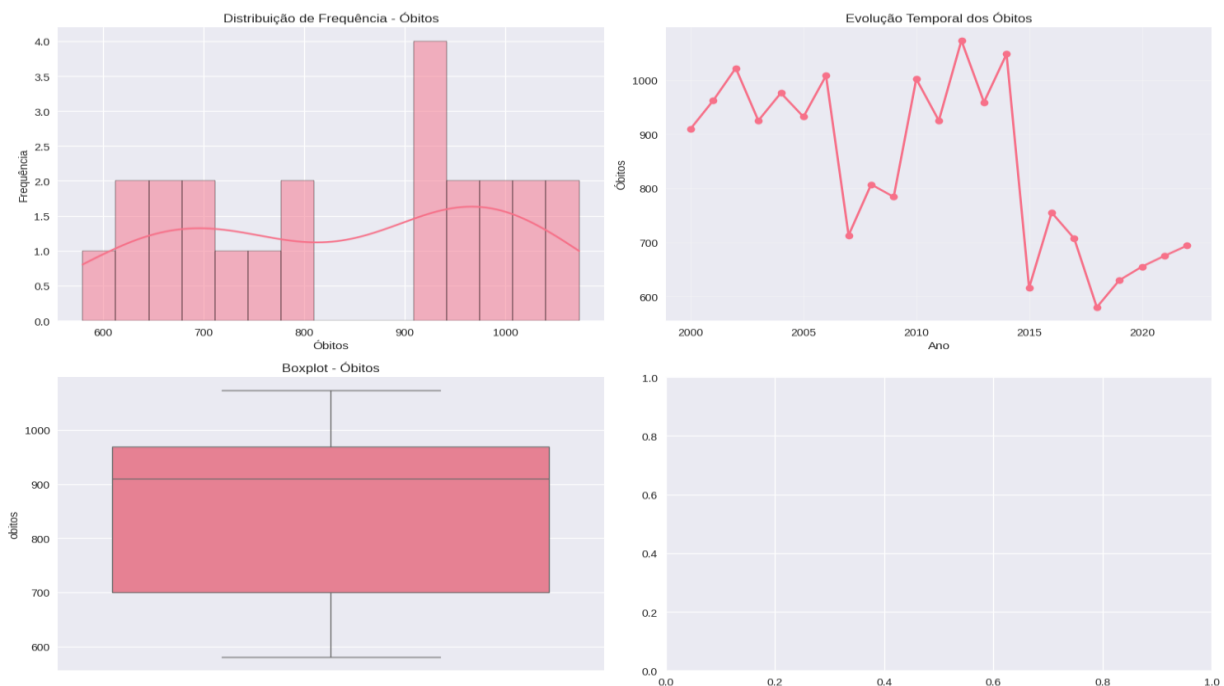 Distribuição de Frequência - Óbitos
4.0
3.5
3.0
2.5
2.0
1.5
1.0
0.5
0.0
Frequência
600 700 800 900 1000
Óbitos
Evolução Temporal dos Óbitos
1000
900
800
700
600
Óbitos
2000 2005 2010 2015 2020
Ano
Boxplot - Óbitos
1000
900
800
700
600
obitos
1.0
0.8
0.6
0.4
0.2
0.0
0.0 0.2 0.4 0.6 0.8 1.0